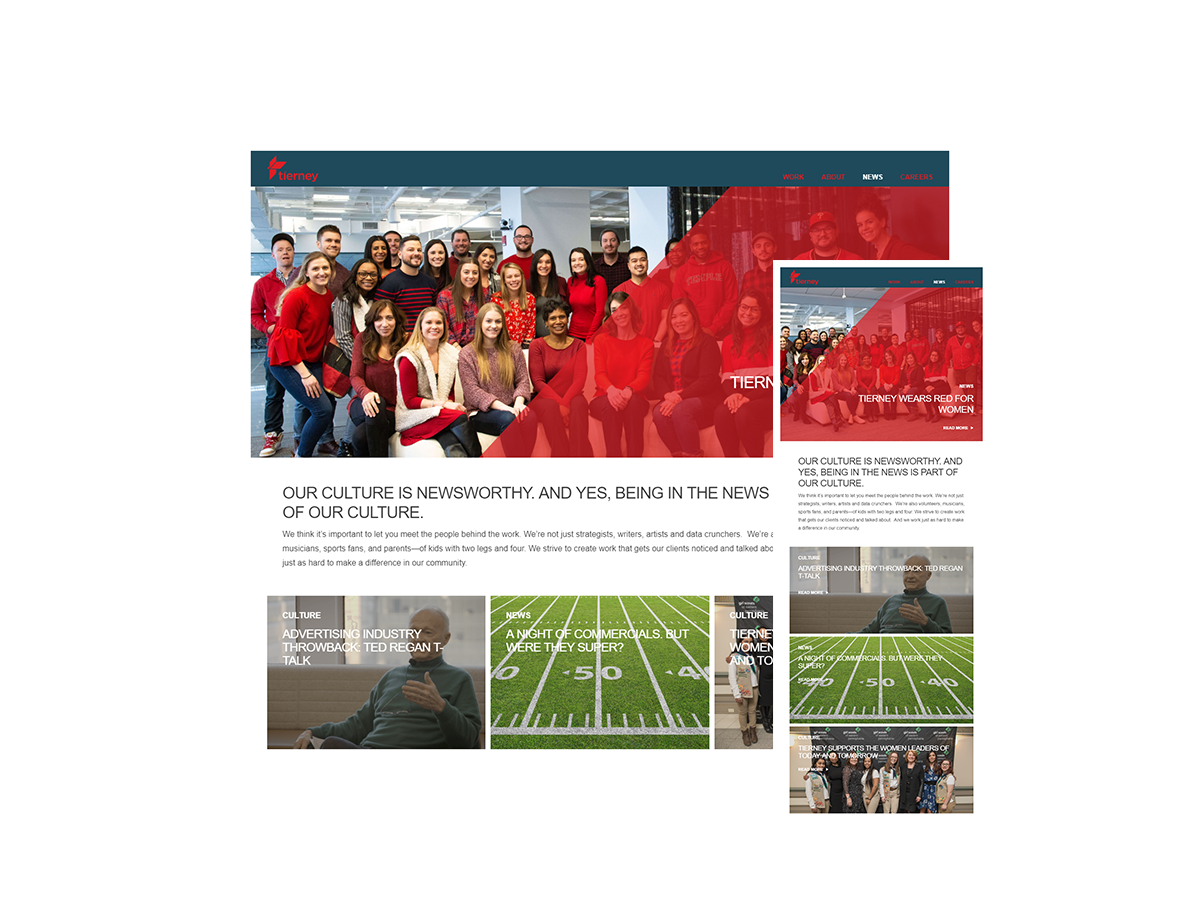 tierney
WORK ABOUT NEWS CAREERS
TIERN
OUR CULTURE IS NEWSWORTHY. AND YES, BEING IN THE NEWS
OF OUR CULTURE.
We think it's important to let you meet the people behind the work. We're not just strategists, writers, artists and data crunchers. We're a
musicians, sports fans, and parents—of kids with two legs and four. We strive to create work that gets our clients noticed and talked abo
just as hard to make a difference in our community.
CULTURE
ADVERTISING INDUSTRY
THROWBACK: TED REGAN T-
TALK
NEWS
A NIGHT OF COMMERCIALS. BUT
WERE THEY SUPER?
50
CULTURE
TIERNE
WOMEN
AND TO
tierney
WORK ABOUT NEWS CAREERS
NEWS
TIERNEY WEARS RED FOR
WOMEN
READ MORE >
OUR CULTURE IS NEWSWORTHY. AND
YES, BEING IN THE NEWS IS PART OF
OUR CULTURE.
We think it's important to let you meet the people behind the work. We're not just
strategists, writers, artists and data crunchers. We're also volunteers, musicians,
sports fans, and parents—of kids with two legs and four. We strive to create work
that gets our clients noticed and talked about. And we work just as hard to make
a difference in our community.
CULTURE
ADVERTISING INDUSTRY THROWBACK: TED REGAN
T-TALK
READ MORE >
NEWS
A NIGHT OF COMMERCIALS. BUT WERE THEY
SUPER?
READ MORE
40 50 40
CULTURE
TIERNEY SUPPORTS THE WOMEN LEADERS OF
TODAY AND TOMORROW
READ MORE >